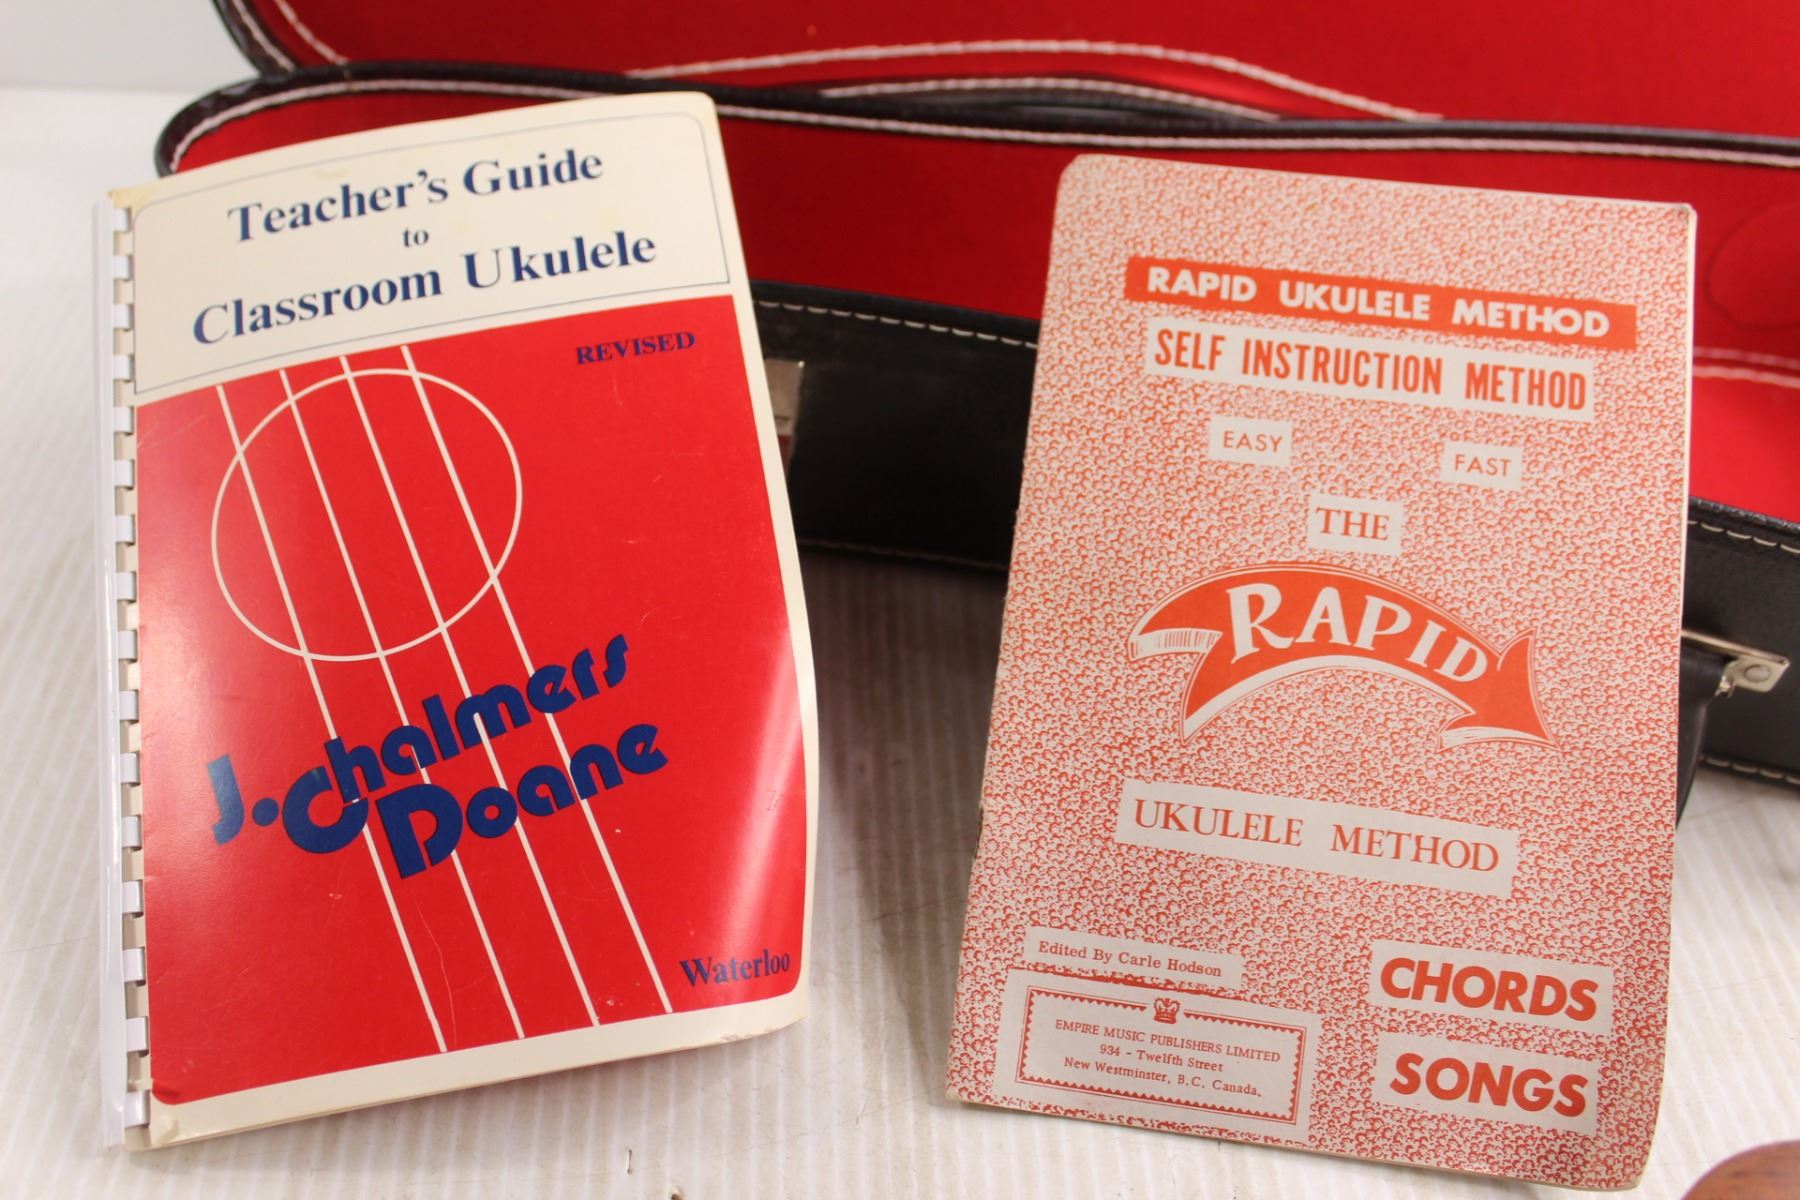 Teacher's Guide
to
Classroom Ukulele
REVISED
J. Chalmers
Doane
Waterloo
RAPID UKULELE METHOD
SELF INSTRUCTION METHOD
EASY
FAST
THE
RAPID
UKULELE METHOD
Edited By Carle Hodson
EMPIRE MUSIC PUBLISHERS LIMITED
934 - Twelfth Street
New Westminster, B.C. Canada,
CHORDS
SONGS